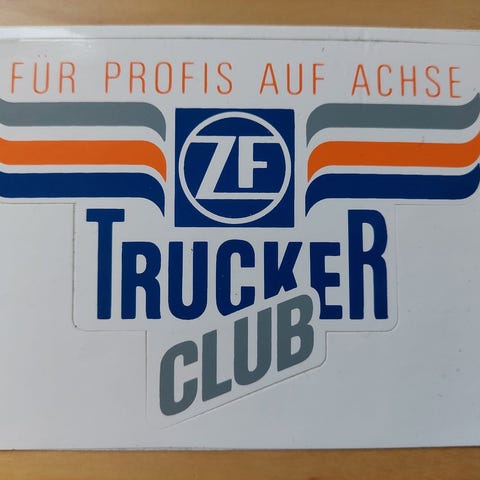 FÜR PROFIS AUF ACHSE
ZF
TRUCKER
CLUB